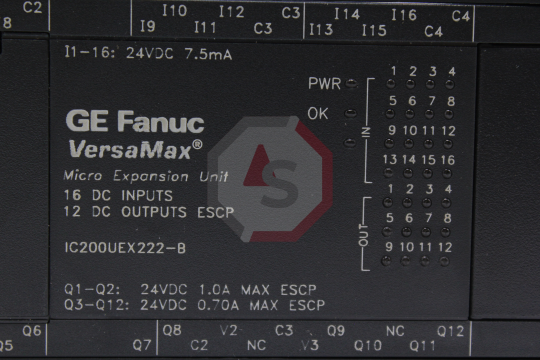 C2 I10 I12 C3 I14 I16 C4
I9 I11 C3 I13 I15 C4
I1-16: 24VDC 7.5mA
PWR
OK
IN
1 2 3 4
5 6 7 8
9 10 11 12
13 14 15 16
OUT
1 2 3 4
5 6 7 8
9 10 11 12
GE Fanuc
VersaMax®
Micro Expansion Unit
16 DC INPUTS
12 DC OUTPUTS ESCP
S
IC200UEX222-B
Q1-Q2: 24VDC 1.0A MAX ESCP
Q3-Q12: 24VDC 0.70A MAX ESCP
Q6 Q8 V2 C3 Q9 NC Q12
Q5 Q7 C2 NC V3 Q10 Q11